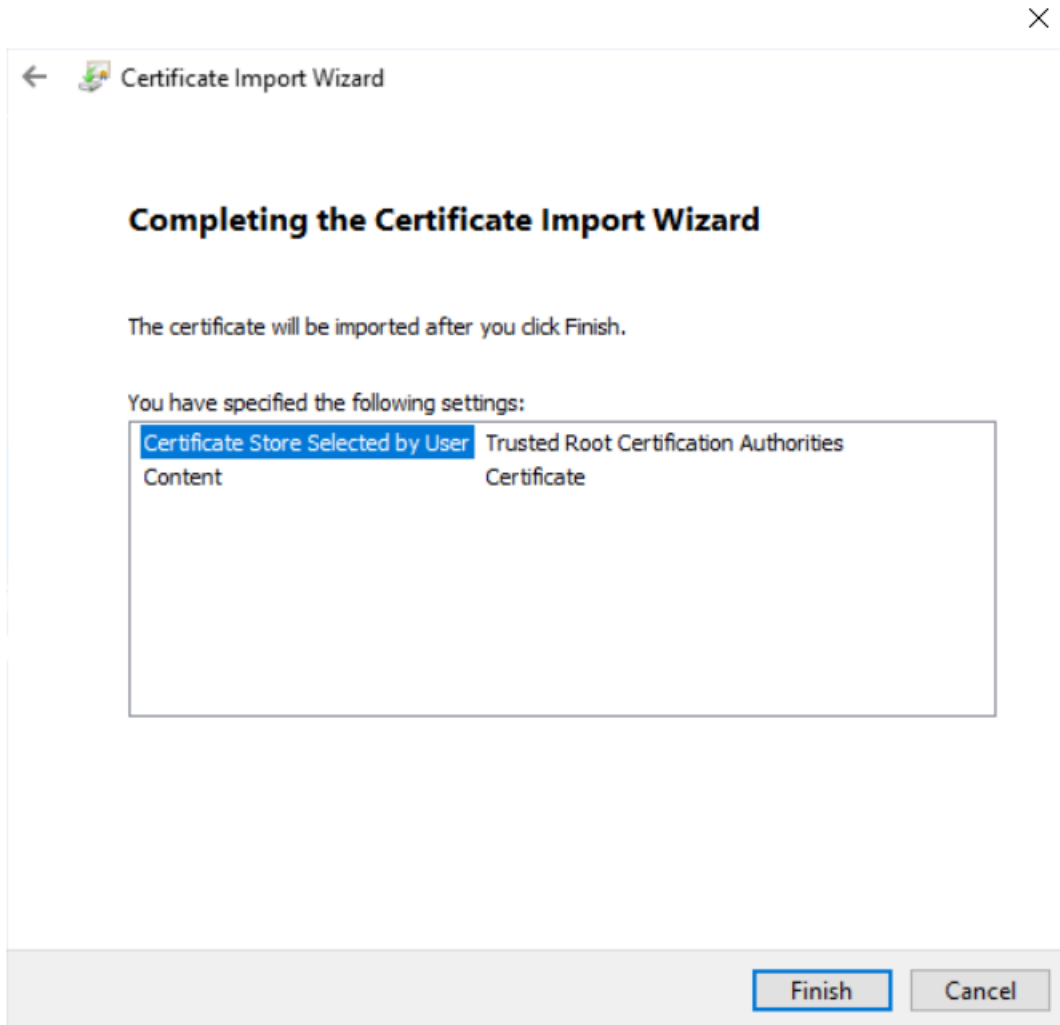 Certificate Import Wizard
Completing the Certificate Import Wizard
The certificate will be imported after you click Finish.
You have specified the following settings:
Certificate Store Selected by User Trusted Root Certification Authorities
Content Certificate
Finish Cancel